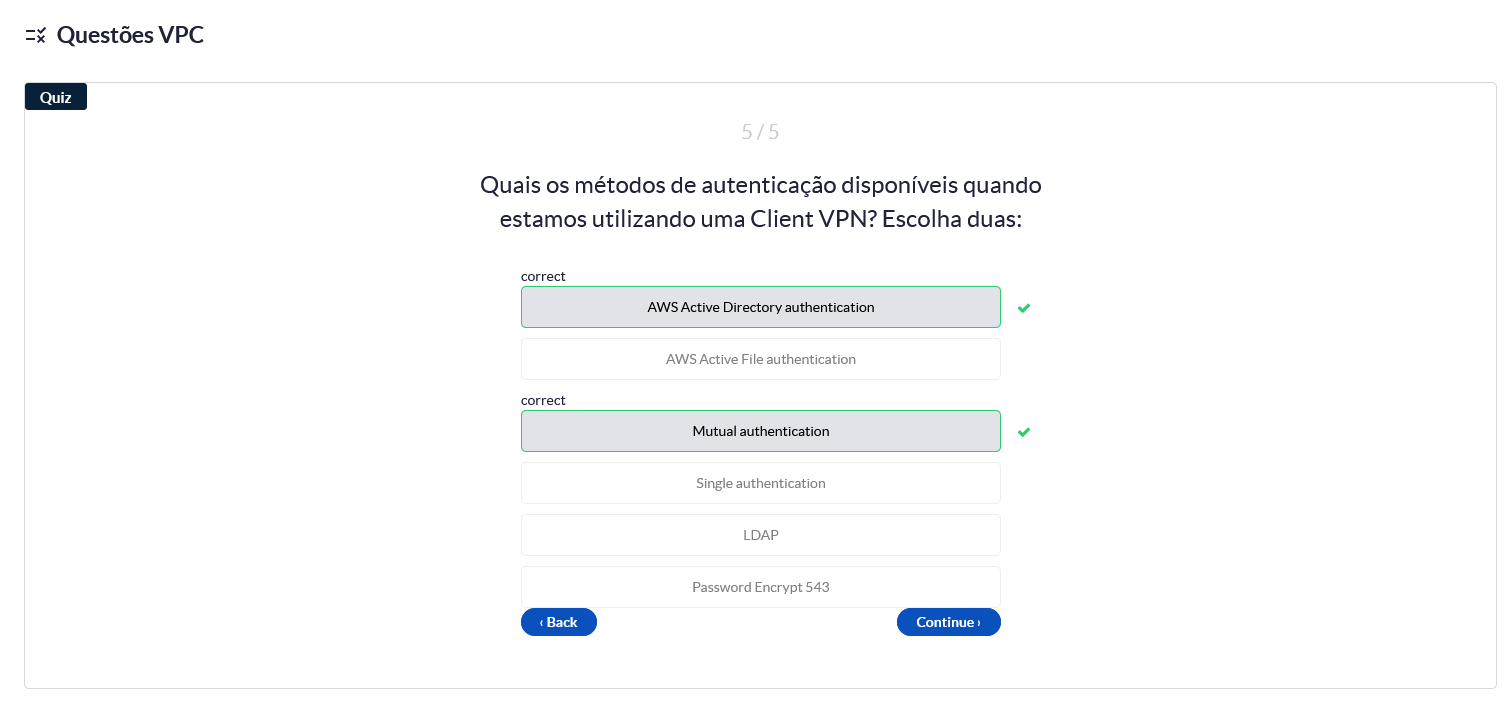 Questões VPC
Quiz
5 / 5
Quais os métodos de autenticação disponíveis quando
estamos utilizando uma Client VPN? Escolha duas:
correct
AWS Active Directory authentication
AWS Active File authentication
correct
Mutual authentication
Single authentication
LDAP
Password Encrypt 543
‹ Back
Continue ›